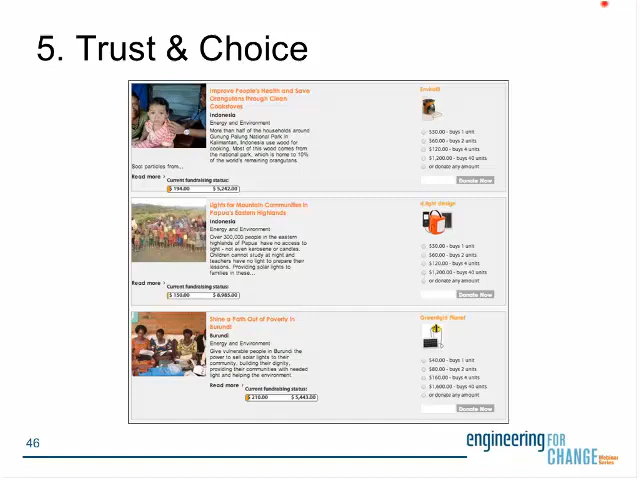 5. Trust & Choice
Improve People's Health and Save
Orangutans through Clean
Cookstoves
Indonesia
Energy and Environment
More than half of the households around
Gunung Palung National Park in
Kalimantan, Indonesia use wood for
cooking. Most of this wood comes from
the national park, which is home to 10%
of the world's remaining orangutans.
Soot particles from...
Read more ›
Current fundraising status:
$ 194.00 $ 5,242.00
Envirofit
$30.00 - buys 1 unit
$60.00 - buys 2 units
$120.00 - buys 4 units
$1,200.00 - buys 40 units
or donate any amount
Donate Now
Lights for Mountain Communities in
Papua's Eastern Highlands
Indonesia
Energy and Environment
Over 300,000 people in the eastern
highlands of Papua have no access to
light - not even kerosene or candles.
Children cannot study at night and
teachers have no light to prepare their
lessons. Providing solar lights to
families in these...
Read more ›
Current fundraising status:
$ 150.00 $ 8,985.00
d.light design
$30.00 - buys 1 unit
$60.00 - buys 2 units
$120.00 - buys 4 units
$1,200.00 - buys 40 units
or donate any amount
Donate Now
Shine a Path Out of Poverty in
Burundi
Burundi
Energy and Environment
Give vulnerable people in Burundi the
power to sell solar lights to their
community, building their dignity,
providing their communities with needed
light and helping the environment.
Read more ›
Current fundraising status:
$ 210.00 $ 5,443.00
Greenlight Planet
$40.00 - buys 1 unit
$80.00 - buys 2 units
$160.00 - buys 4 units
$1,600.00 - buys 40 units
or donate any amount
Donate Now
46
engineering FOR
CHANGE Webinar
Series